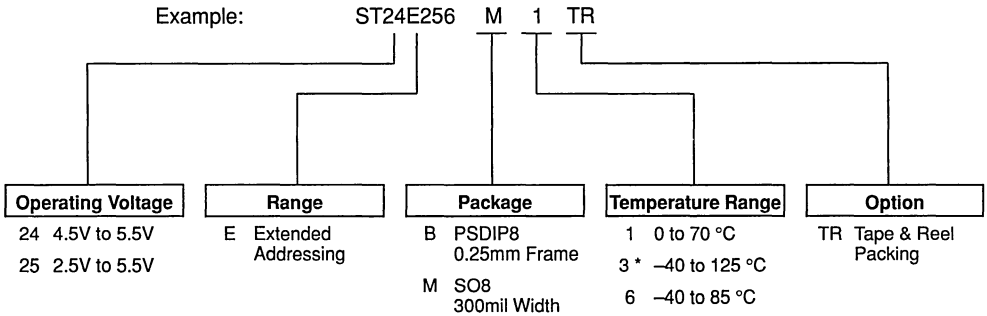 Example: ST24E256 M 1 TR
Operating Voltage
24 4.5V to 5.5V
25 2.5V to 5.5V
Range
E Extended
Addressing
Package
B PSDIP8
0.25mm Frame
M SO8
300mil Width
Temperature Range
1 0 to 70 °C
3 * –40 to 125 °C
6 –40 to 85 °C
Option
TR Tape & Reel
Packing